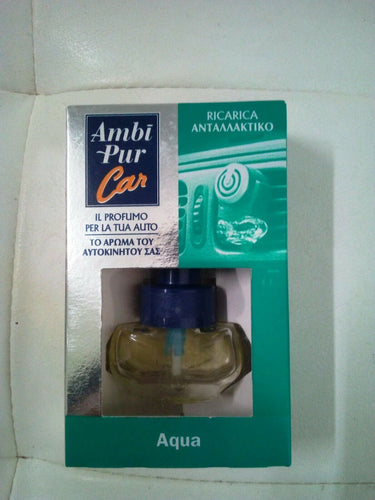 Ambi
Pur
Car
IL PROFUMO
PER LA TUA AUTO
ΤΟ ΑΡΩΜΑ ΤΟΥ
ΑΥΤΟΚΙΝΗΤΟΥ ΣΑΣ
RICARICA
ΑΝΤΑΛΛΑΚΤΙΚΟ
Aqua